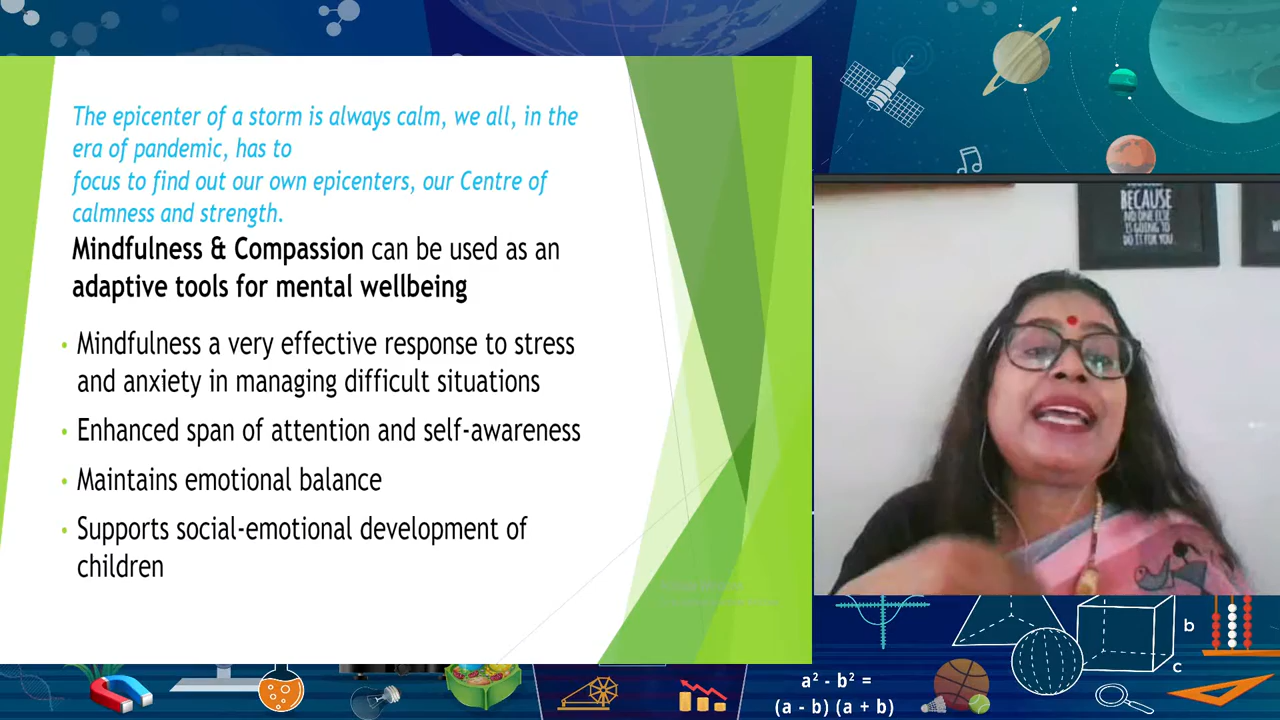 The epicenter of a storm is always calm, we all, in the
era of pandemic, has to
focus to find out our own epicenters, our Centre of
calmness and strength.
Mindfulness & Compassion can be used as an
adaptive tools for mental wellbeing
• Mindfulness a very effective response to stress
and anxiety in managing difficult situations
• Enhanced span of attention and self-awareness
• Maintains emotional balance
• Supports social-emotional development of
children
BECAUSE
NO ONE ELSE
IS GOING TO
DO IT FOR YOU
b
c
a² - b² =
(a - b) (a + b)